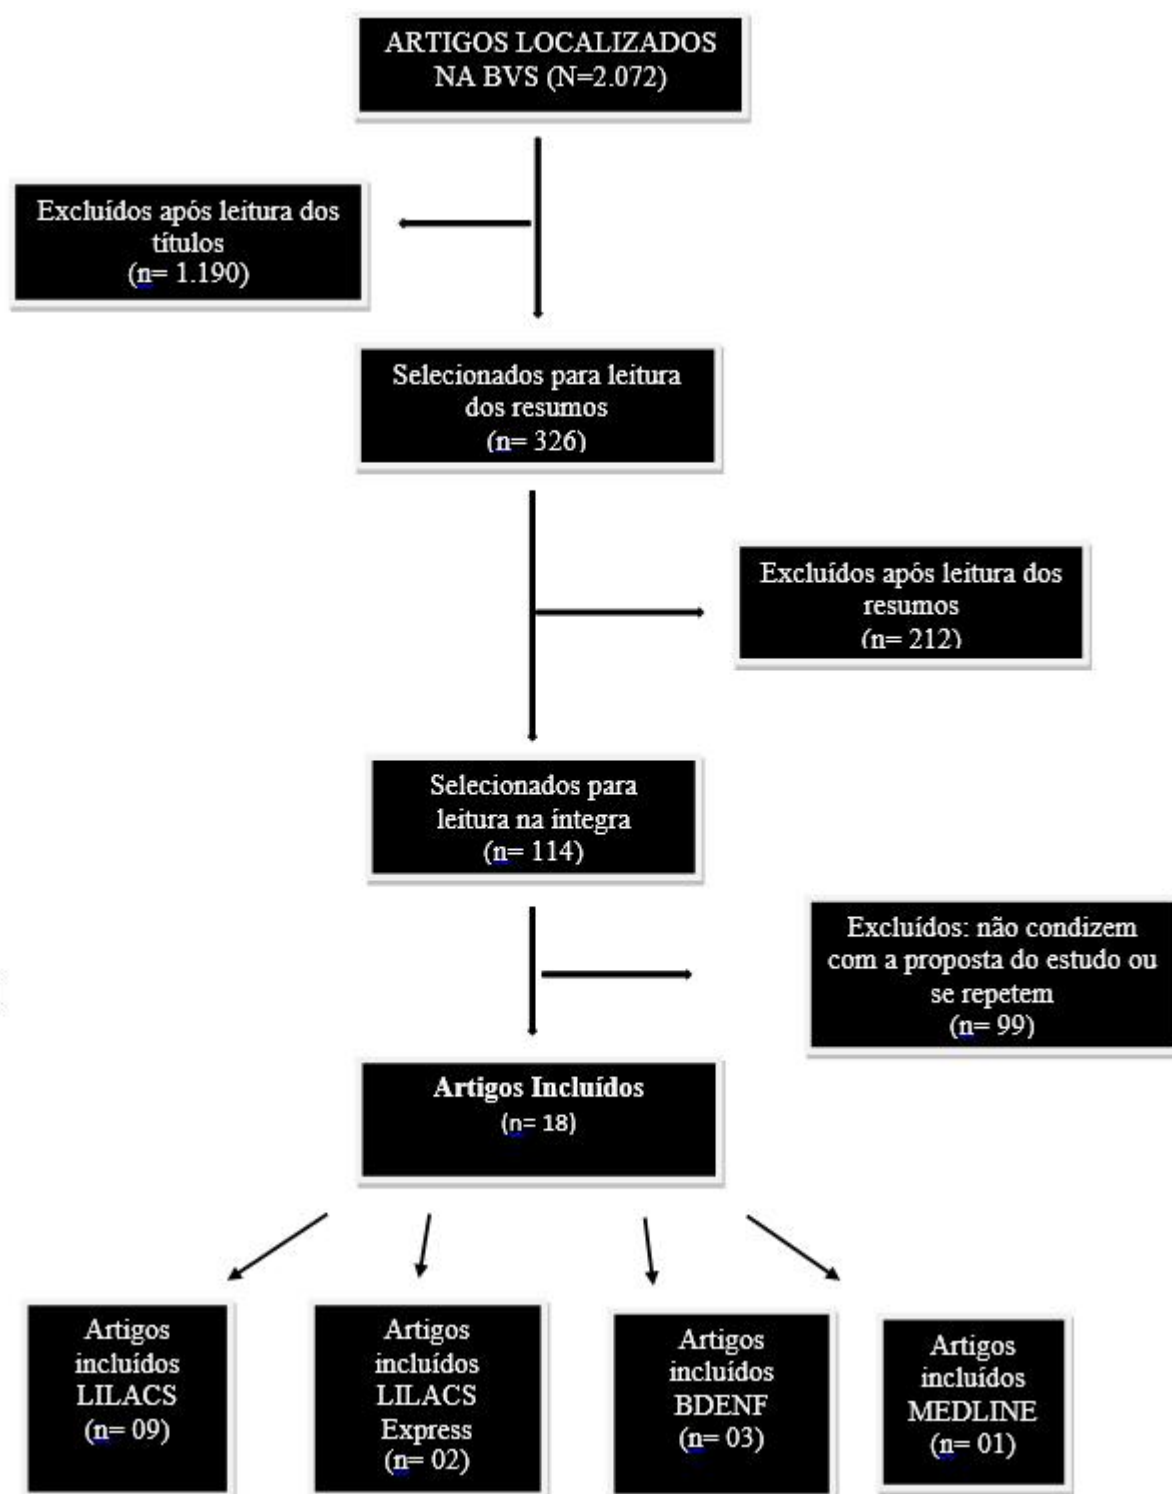 ARTIGOS LOCALIZADOS
NA BVS (N=2.072)
Excluídos após leitura dos
títulos
(n= 1.190)
Selecionados para leitura
dos resumos
(n= 326)
Excluídos após leitura dos
resumos
(n= 212)
Selecionados para
leitura na íntegra
(n= 114)
Excluídos: não condizem
com a proposta do estudo ou
se repetem
(n= 99)
Artigos Incluídos
(n= 18)
Artigos
incluídos
LILACS
(n= 09)
Artigos
incluídos
LILACS
Express
(n= 02)
Artigos
incluídos
BDENF
(n= 03)
Artigos
incluídos
MEDLINE
(n= 01)